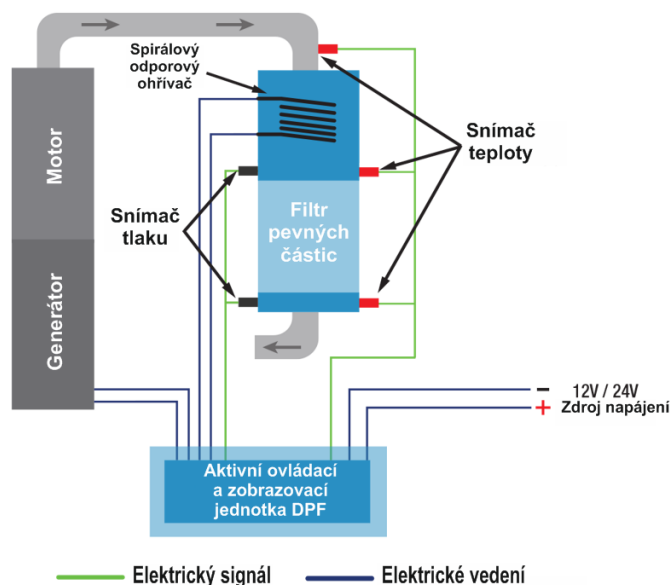 Spirálový
odporový
ohřívač
Motor
Snímač
teploty
Snímač
tlaku
Filtr
pevných
částic
Generátor
- 12V / 24V
+ Zdroj napájení
Aktivní ovládací
a zobrazovací
jednotka DPF
Elektrický signál
Elektrické vedení